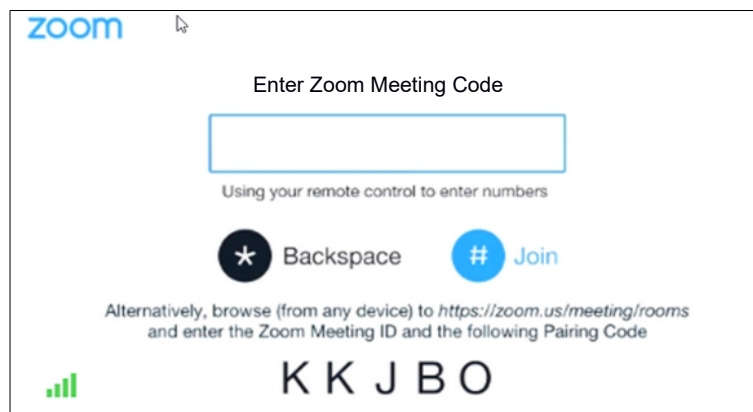 zoom
Enter Zoom Meeting Code
Using your remote control to enter numbers
* Backspace # Join
Alternatively, browse (from any device) to https://zoom.us/meeting/rooms
and enter the Zoom Meeting ID and the following Pairing Code
K K J B O